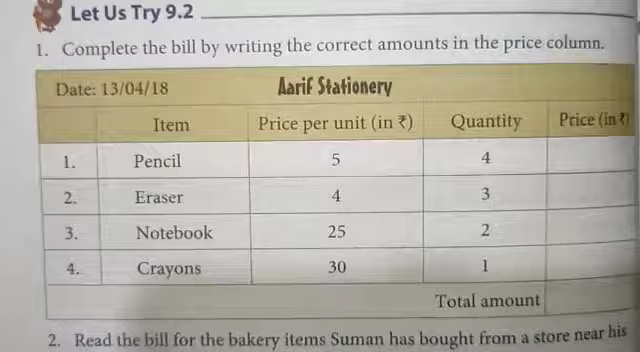 Let Us Try 9.2
1. Complete the bill by writing the correct amounts in the price column.
Date: 13/04/18 Aarif Stationery
Item Price per unit (in ₹) Quantity Price (in ₹)
1. Pencil 5 4
2. Eraser 4 3
3. Notebook 25 2
4. Crayons 30 1
Total amount
2. Read the bill for the bakery items Suman has bought from a store near his